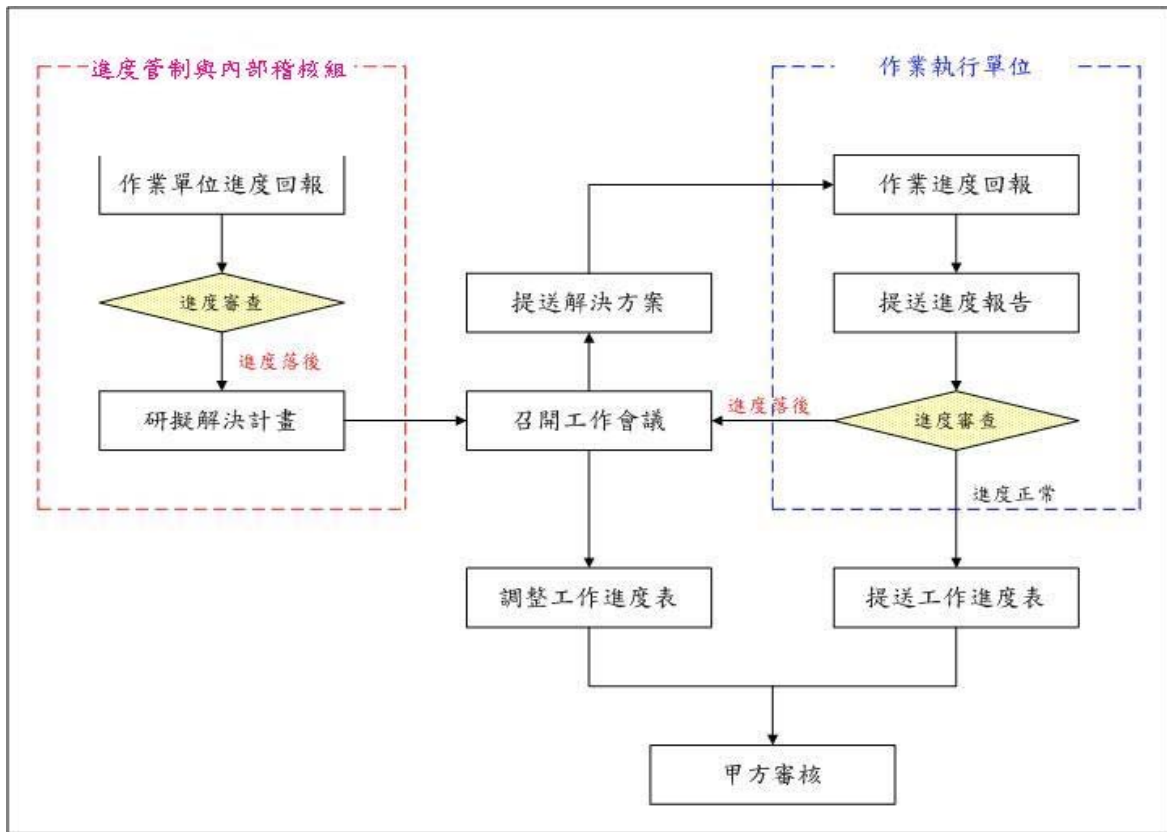 進度管制與內部稽核組
作業執行單位
作業單位進度回報
作業進度回報
進度審查
提送解決方案
提送進度報告
進度落後
研擬解決計畫
召開工作會議
進度落後
進度審查
進度正常
調整工作進度表
提送工作進度表
甲方審核